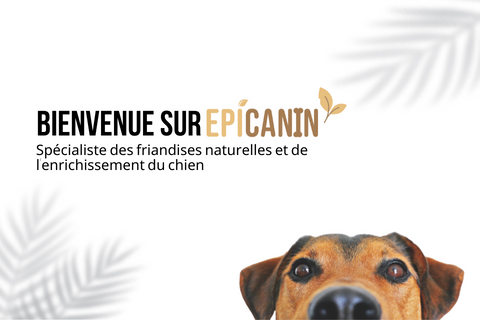 BIENVENUE SUR EPICANIN
Spécialiste des friandises naturelles et de
l'enrichissement du chien